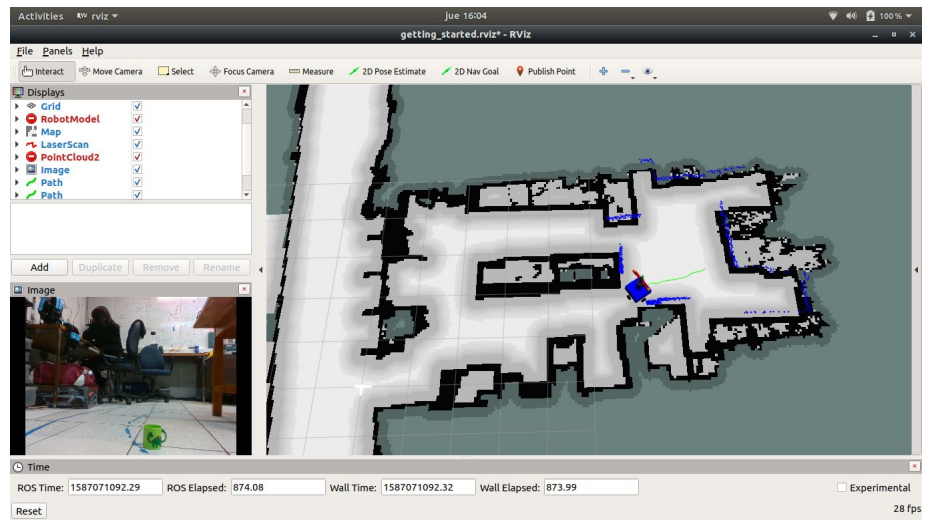 Activities RViz rviz ▾ jue 16:04 100 % ▾
getting_started.rviz* - RViz
File Panels Help
Interact Move Camera Select Focus Camera Measure 2D Pose Estimate 2D Nav Goal Publish Point
Displays
Grid
RobotModel
Map
LaserScan
PointCloud2
Image
Path
Path
Add Duplicate Remove Rename
Image
Time
ROS Time: 1587071092.29 ROS Elapsed: 874.08 Wall Time: 1587071092.32 Wall Elapsed: 873.99 Experimental
Reset 28 fps